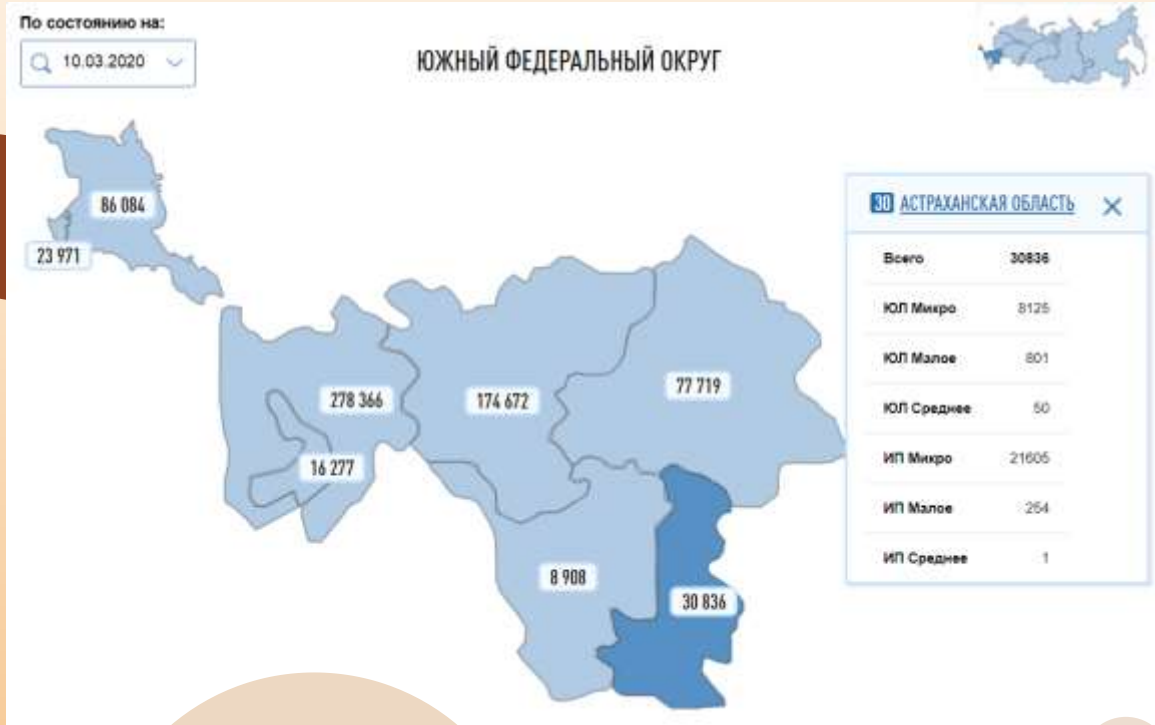 По состоянию на:
10.03.2020
ЮЖНЫЙ ФЕДЕРАЛЬНЫЙ ОКРУГ
86 084
23 971
278 366
174 672
77 719
16 277
8 908
30 836
30 АСТРАХАНСКАЯ ОБЛАСТЬ
Всего 30836
ЮЛ Микро 8125
ЮЛ Малое 801
ЮЛ Среднее 50
ИП Микро 21605
ИП Малое 254
ИП Среднее 1